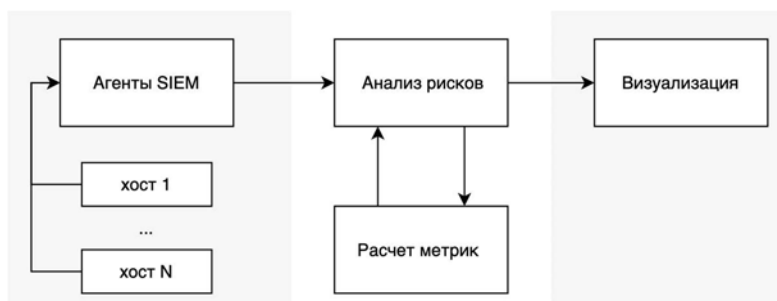 Агенты SIEM
Анализ рисков
Визуализация
хост 1
...
хост N
Расчет метрик